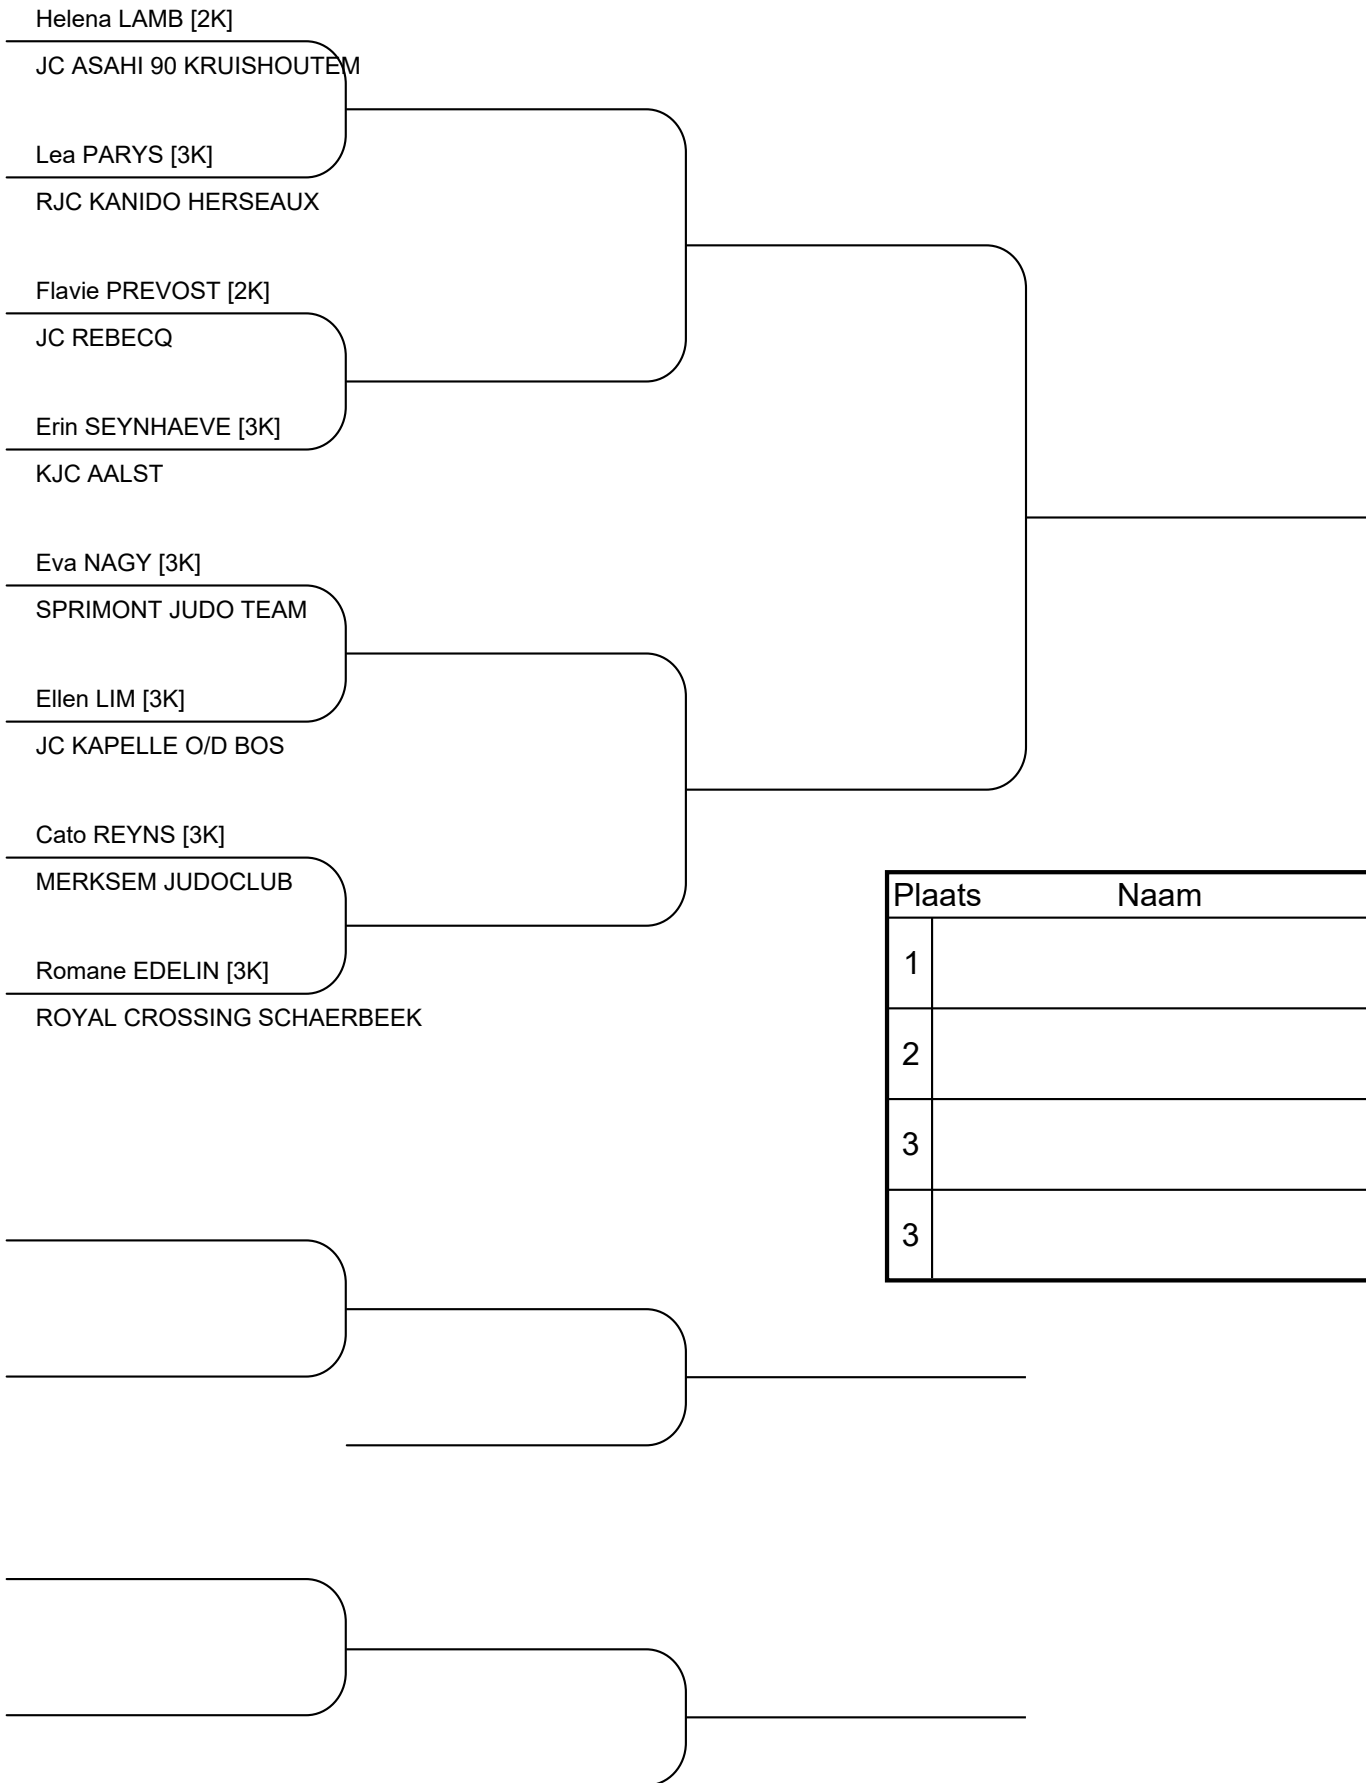 Helena LAMB [2K]
JC ASAHI 90 KRUISHOUTEM
Lea PARYS [3K]
RJC KANIDO HERSEAUX
Flavie PREVOST [2K]
JC REBECQ
Erin SEYNHAEVE [3K]
KJC AALST
Eva NAGY [3K]
SPRIMONT JUDO TEAM
Ellen LIM [3K]
JC KAPELLE O/D BOS
Cato REYNS [3K]
MERKSEM JUDOCLUB
Romane EDELIN [3K]
ROYAL CROSSING SCHAERBEEK
Plaats Naam
1
2
3
3